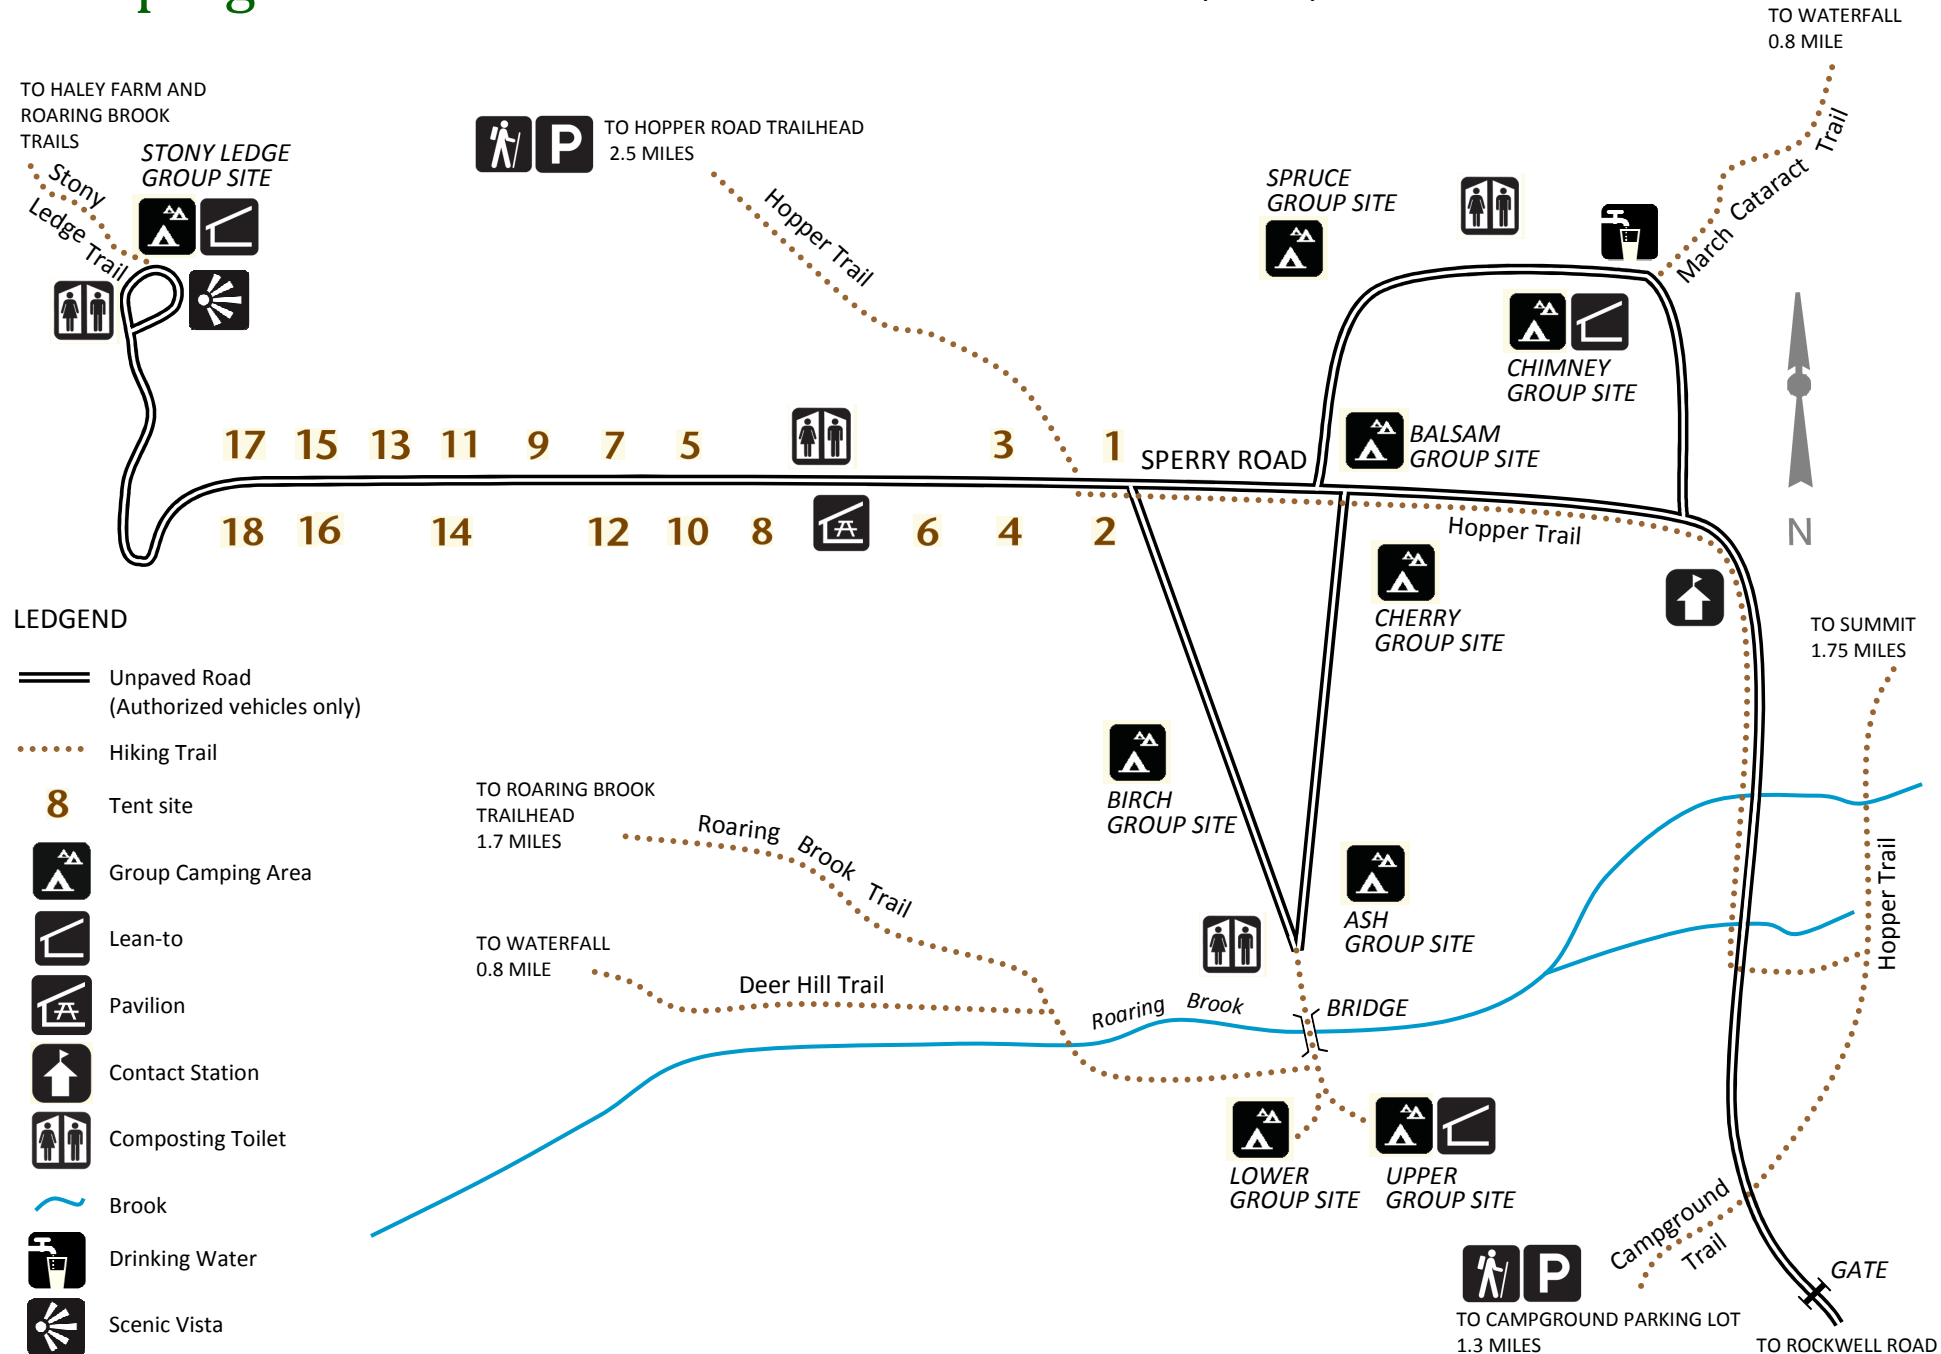 TO WATERFALL
0.8 MILE
TO HALEY FARM AND
ROARING BROOK
TRAILS
STONY LEDGE
GROUP SITE
Stony
Ledge Trail
P
TO HOPPER ROAD TRAILHEAD
2.5 MILES
Hopper Trail
SPRUCE
GROUP SITE
March Cataract Trail
CHIMNEY
GROUP SITE
BALSAM
GROUP SITE
17 15 13 11 9 7 5 3 1
SPERRY ROAD
18 16 14 12 10 8 6 4 2
Hopper Trail
N
CHERRY
GROUP SITE
TO SUMMIT
1.75 MILES
LEDGEND
Unpaved Road
(Authorized vehicles only)
Hiking Trail
8 Tent site
Group Camping Area
Lean-to
Pavilion
Contact Station
Composting Toilet
Brook
Drinking Water
Scenic Vista
TO ROARING BROOK
TRAILHEAD
1.7 MILES
Roaring Brook Trail
BIRCH
GROUP SITE
ASH
GROUP SITE
Hopper Trail
TO WATERFALL
0.8 MILE
Deer Hill Trail
Roaring Brook
BRIDGE
LOWER
GROUP SITE
UPPER
GROUP SITE
Campground
Trail
P
TO CAMPGROUND PARKING LOT
1.3 MILES
GATE
TO ROCKWELL ROAD